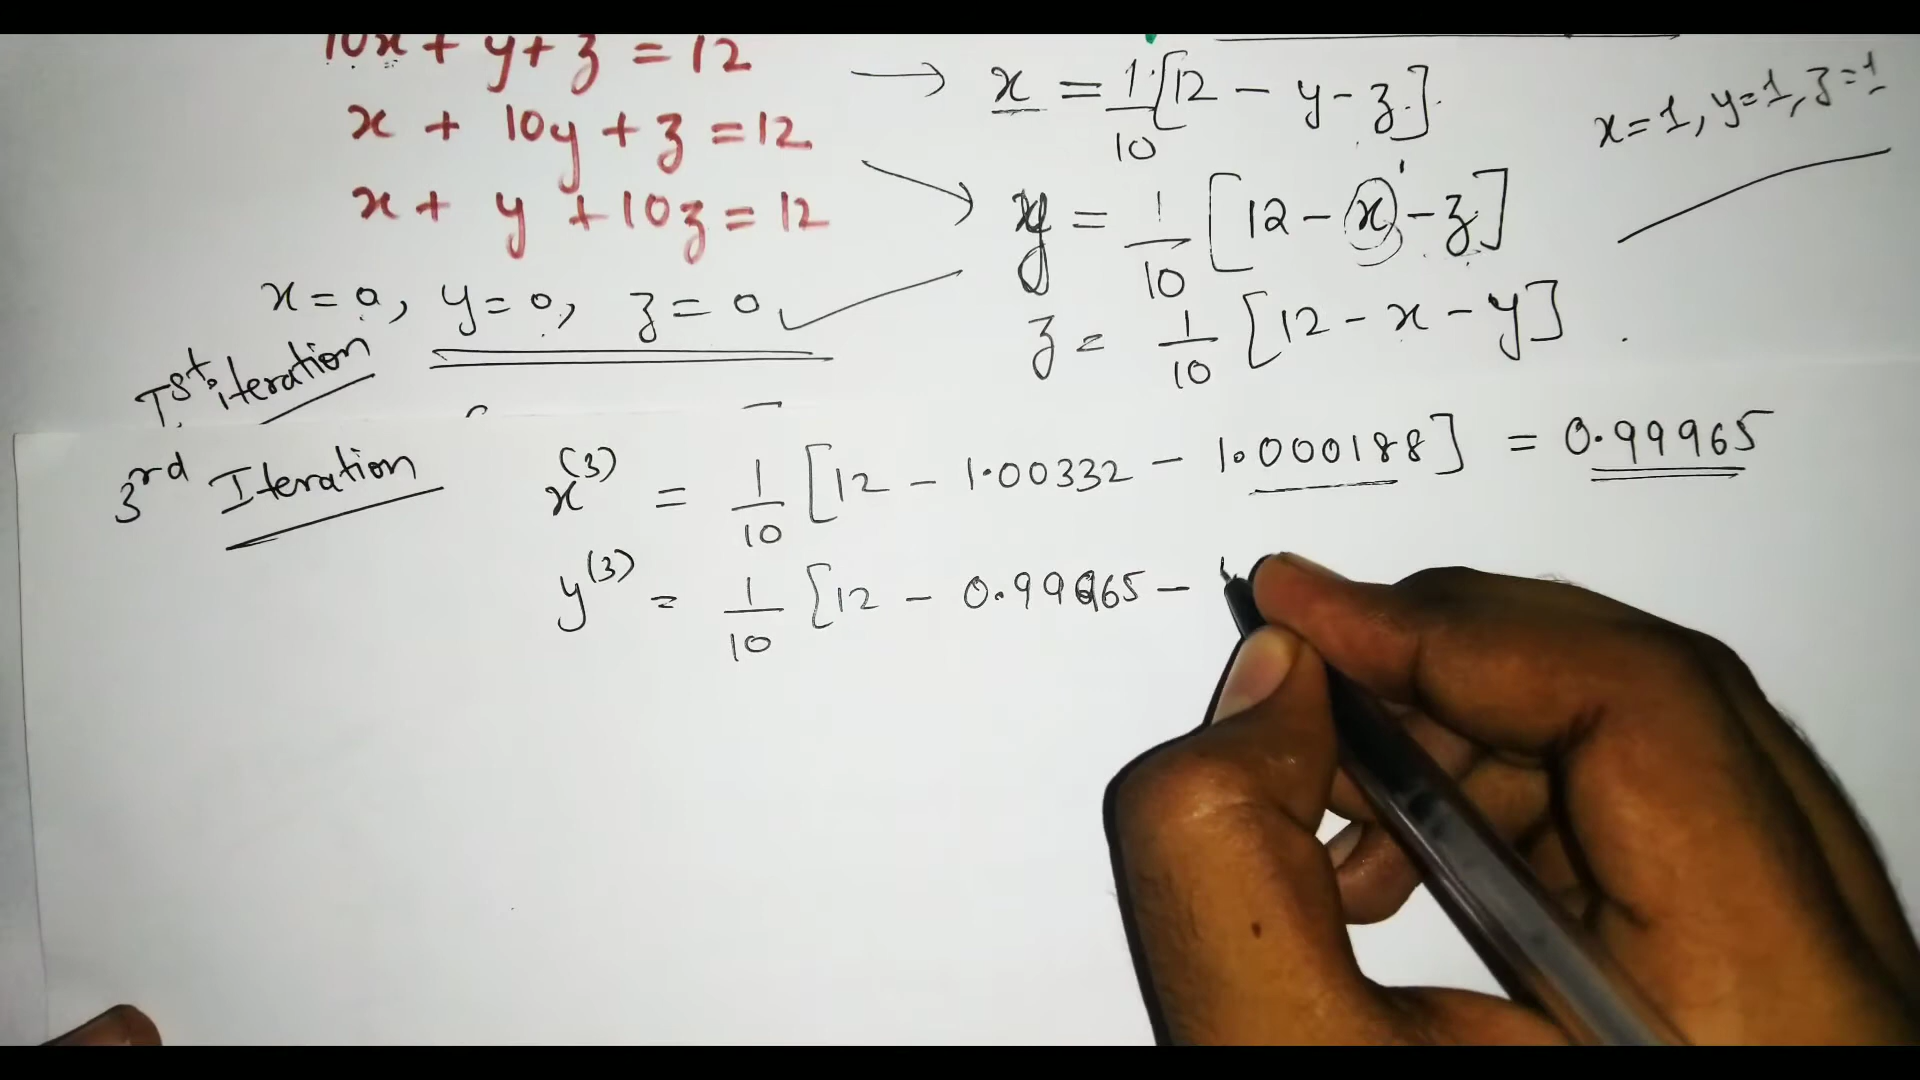 10x + y + z = 12
x + 10y + z = 12
x + y + 10z = 12
x = 0, y = 0, z = 0
Ist iteration
x = 1/10 [12 - y - z]
y = 1/10 [12 - x - z]
z = 1/10 [12 - x - y]
x = 1, y = 1, z = 1
3rd Iteration
x^(3) = 1/10 [12 - 1.00332 - 1.000188] = 0.99965
y^(3) = 1/10 [12 - 0.99965 -